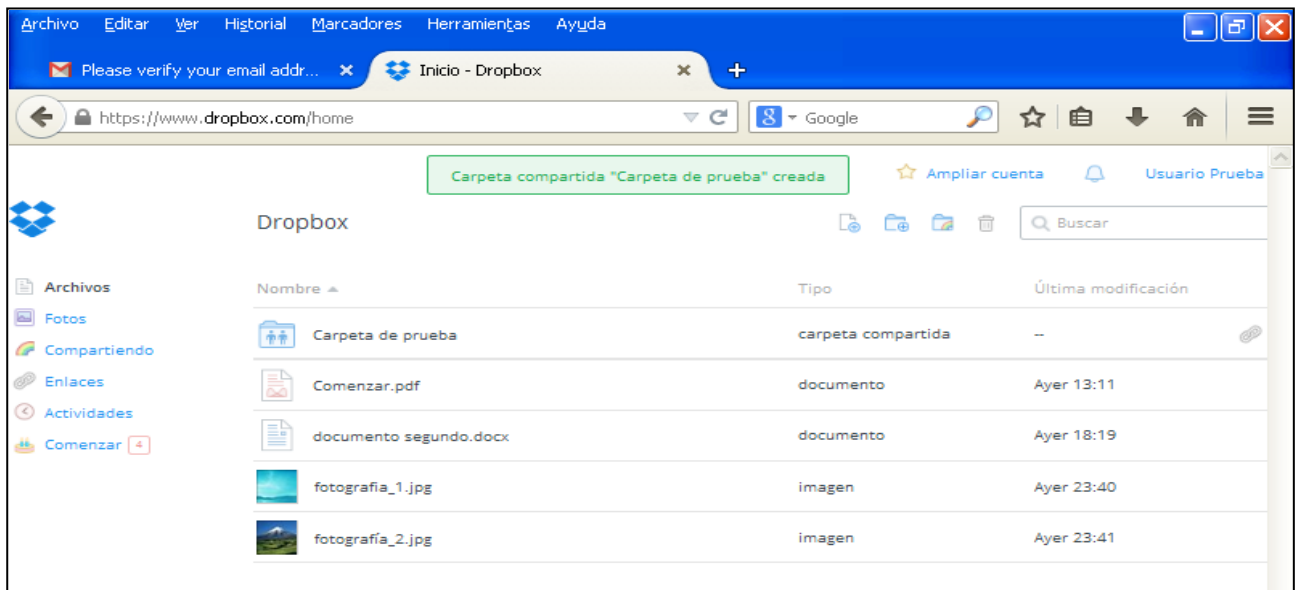 Archivo Editar Ver Historial Marcadores Herramientas Ayuda
Please verify your email addr... Inicio - Dropbox
https://www.dropbox.com/home 8 Google
Carpeta compartida "Carpeta de prueba" creada Ampliar cuenta Usuario Prueba
Dropbox Buscar
Archivos Nombre Tipo Última modificación
Fotos
Carpeta de prueba carpeta compartida --
Compartiendo
Enlaces Comenzar.pdf documento Ayer 13:11
Actividades
Comenzar 4 documento segundo.docx documento Ayer 18:19
fotografia_1.jpg imagen Ayer 23:40
fotografía_2.jpg imagen Ayer 23:41